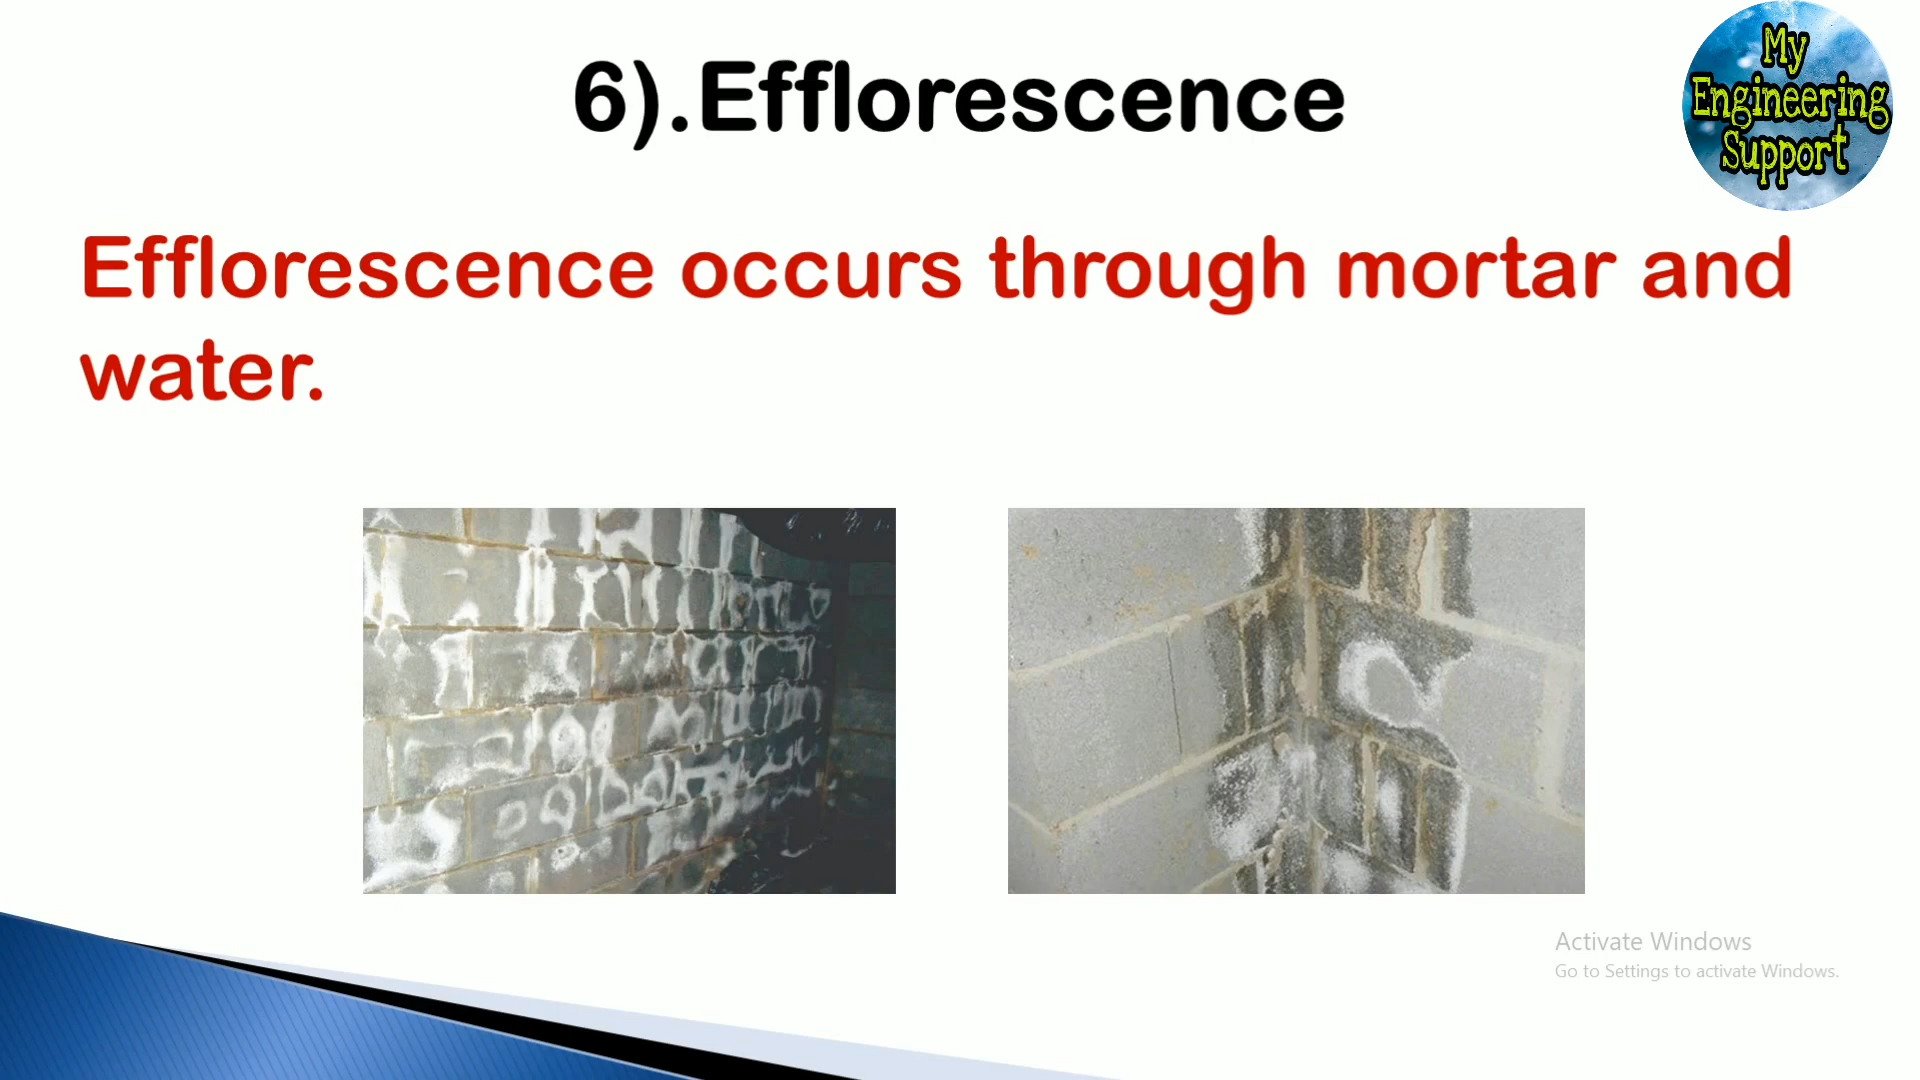 6).Efflorescence
My
Engineering
Support
Efflorescence occurs through mortar and
water.
Activate Windows
Go to Settings to activate Windows.